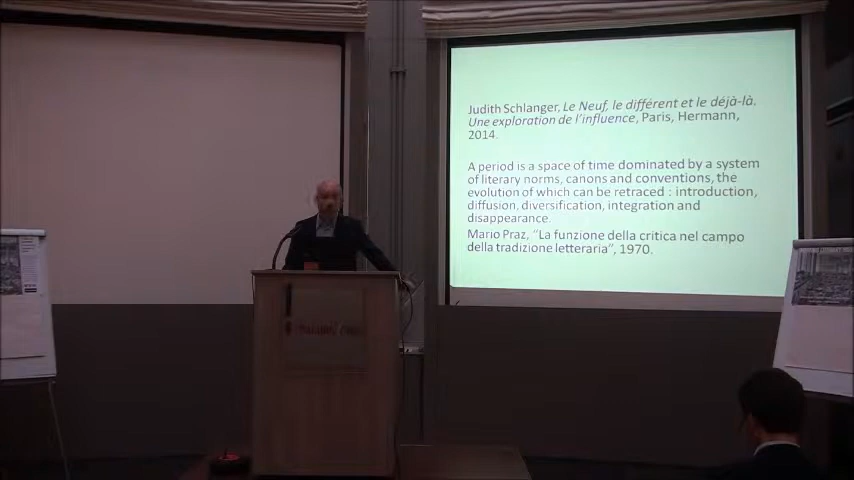 Judith Schlanger, Le Neuf, le différent et le déjà-là.
Une exploration de l'influence, Paris, Hermann,
2014.
A period is a space of time dominated by a system
of literary norms, canons and conventions, the
evolution of which can be retraced : introduction,
diffusion, diversification, integration and
disappearance.
Mario Praz, "La funzione della critica nel campo
della tradizione letteraria", 1970.